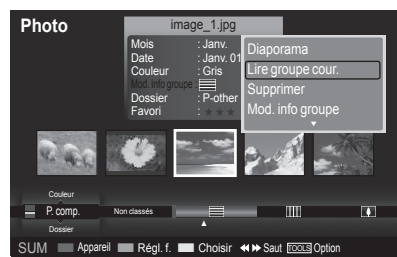 Photo
image_1.jpg
Mois : Janv.
Date : Janv. 01
Couleur : Gris
Mod. info groupe :
Dossier : P-other
Favori : ★ ★ ★
Diaporama
Lire groupe cour.
Supprimer
Mod. info groupe
Couleur
P. comp.
Non classés
Dossier
SUM Appareil Régl. f. Choisir Saut TOOLS Option